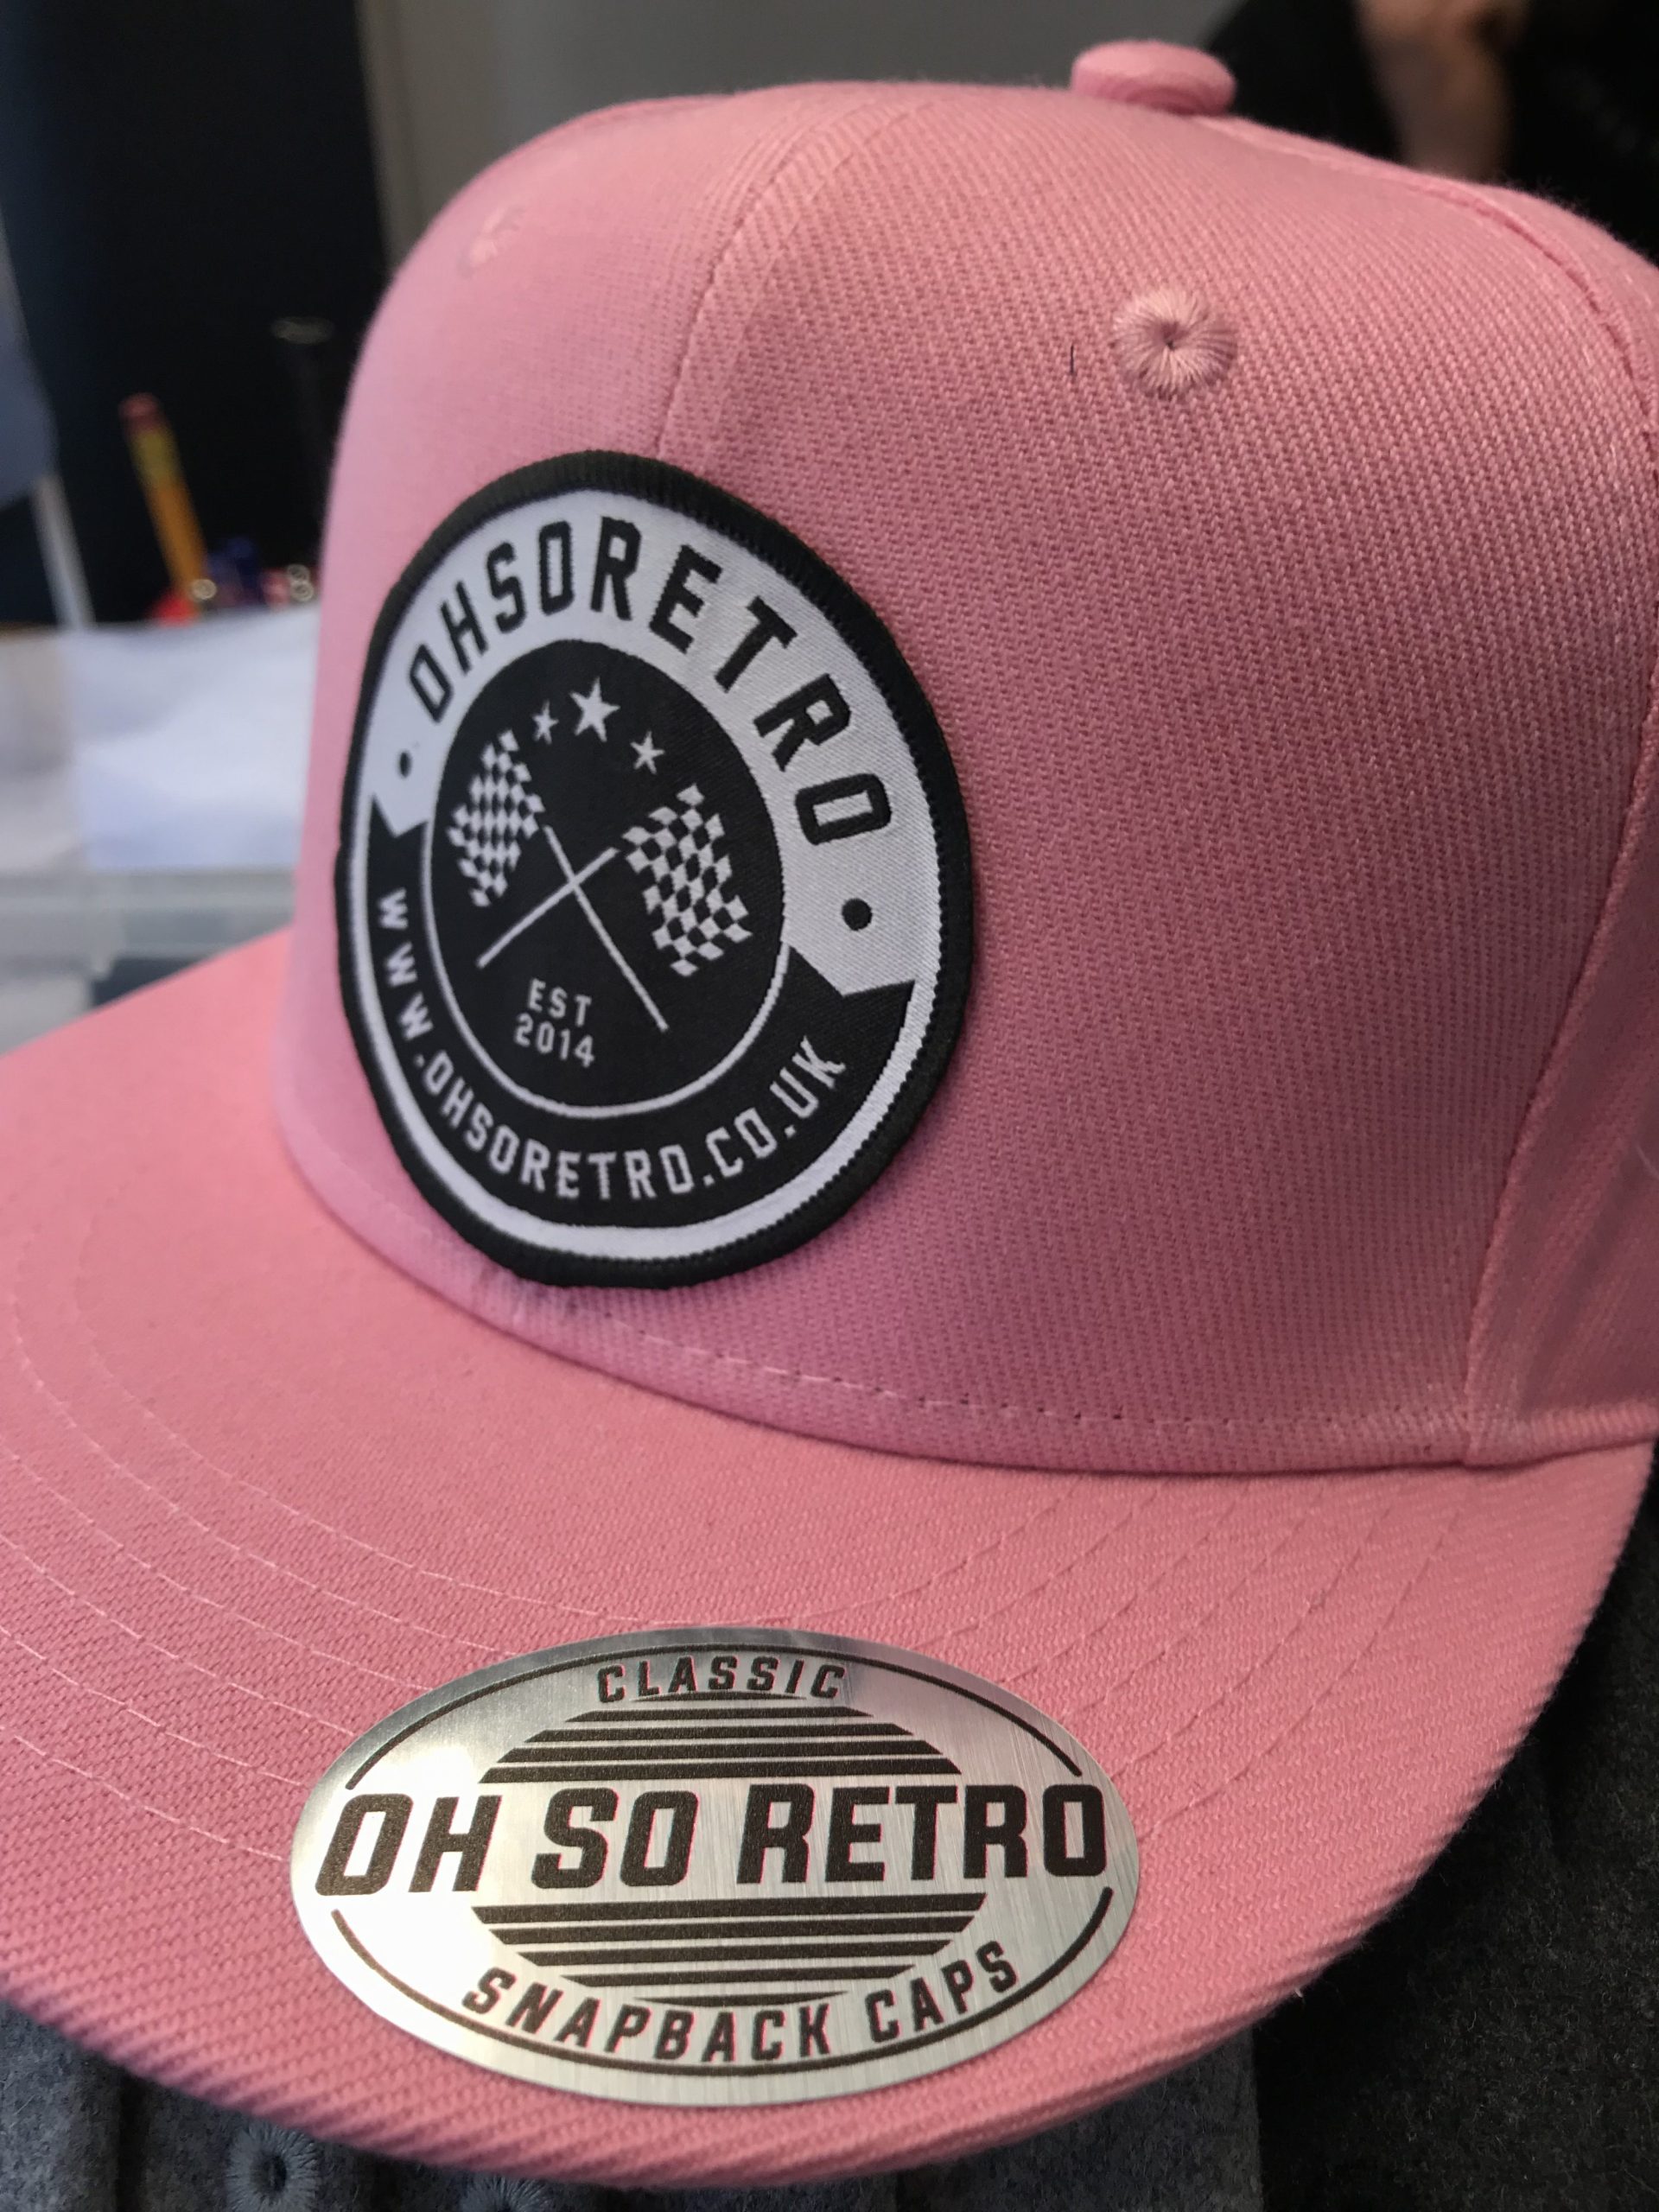 OHSORETRO
EST
2014
WWW.OHSORETRO.CO.UK
CLASSIC
OH SO RETRO
SNAPBACK CAPS